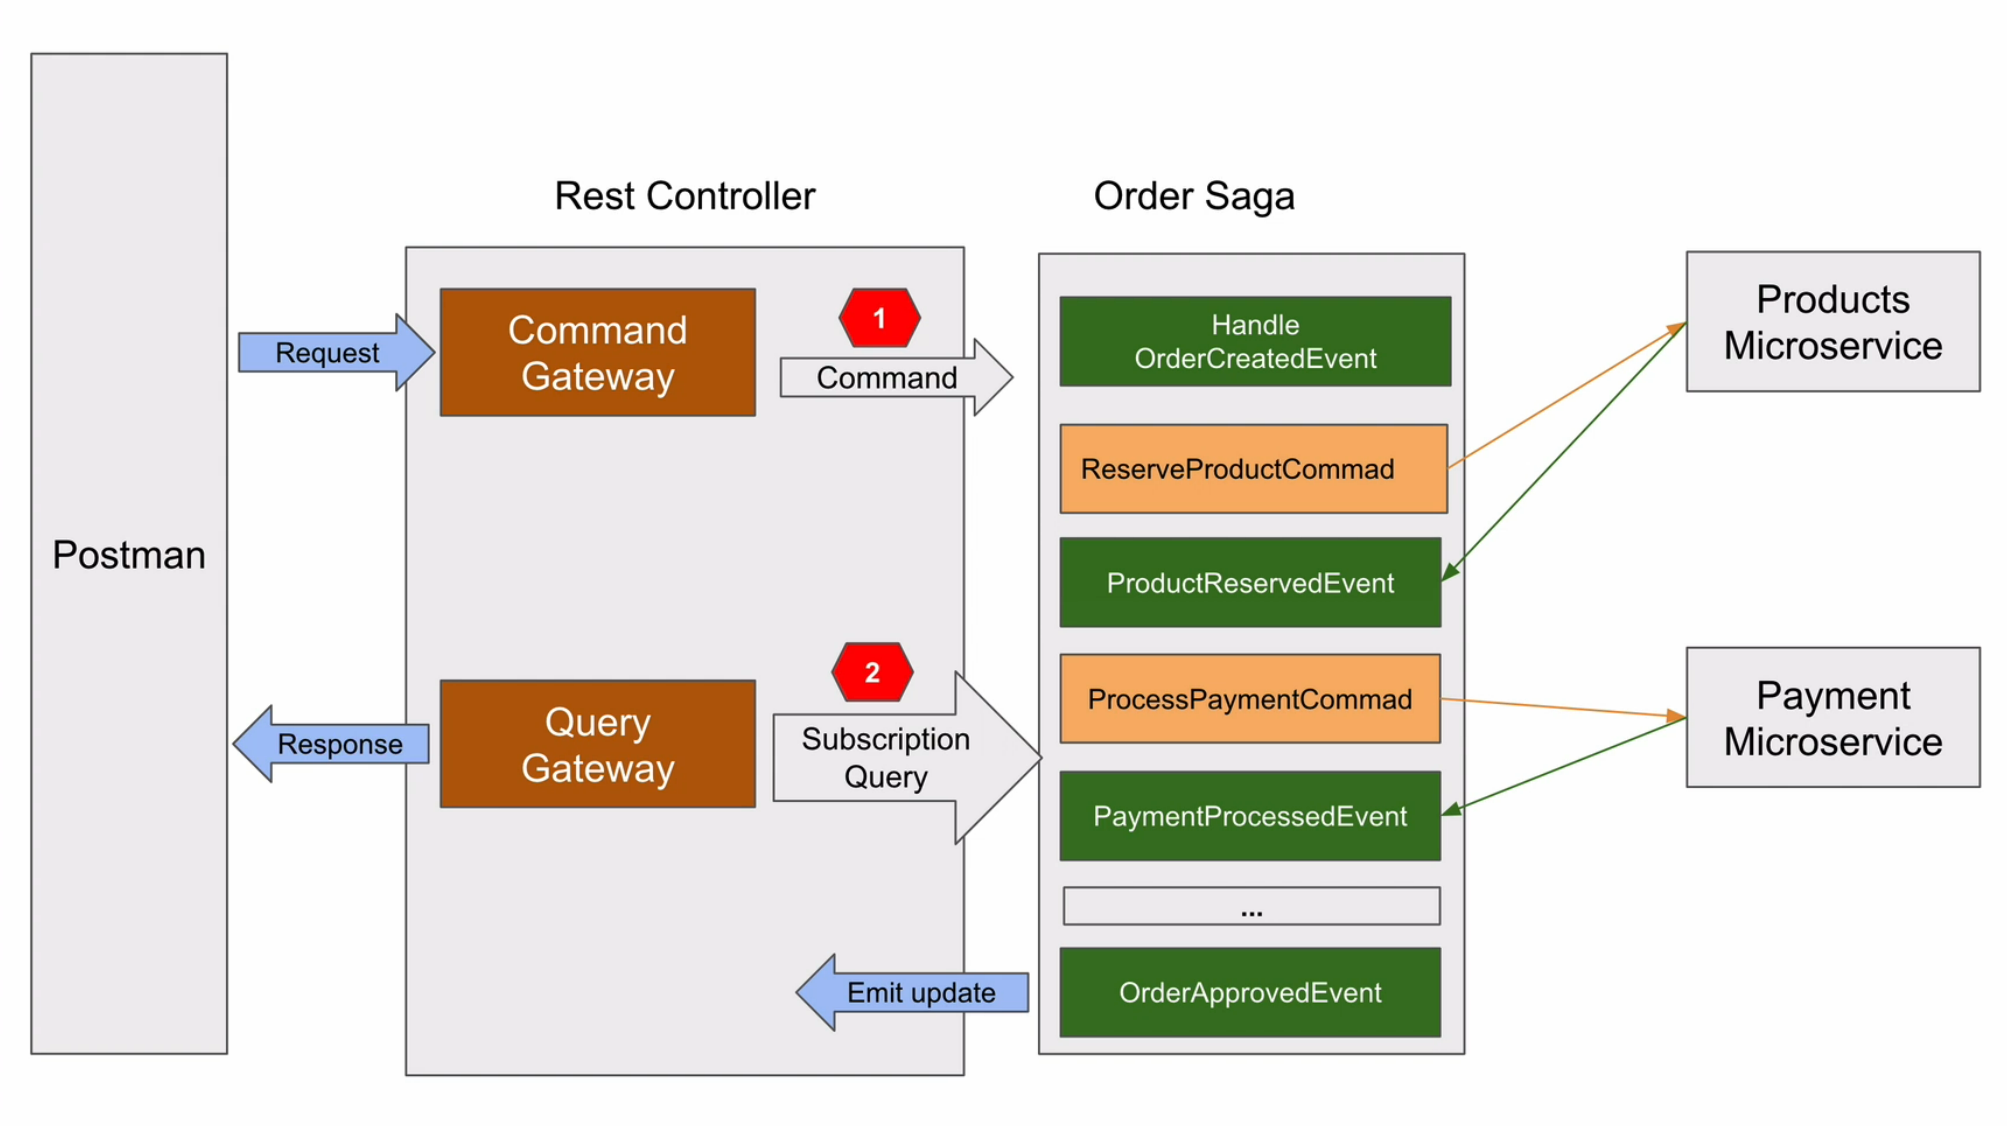 Rest Controller
Order Saga
Postman
Request
Command
Gateway
1
Command
Handle
OrderCreatedEvent
Products
Microservice
ReserveProductCommad
ProductReservedEvent
Response
Query
Gateway
2
Subscription
Query
ProcessPaymentCommad
Payment
Microservice
PaymentProcessedEvent
...
Emit update
OrderApprovedEvent